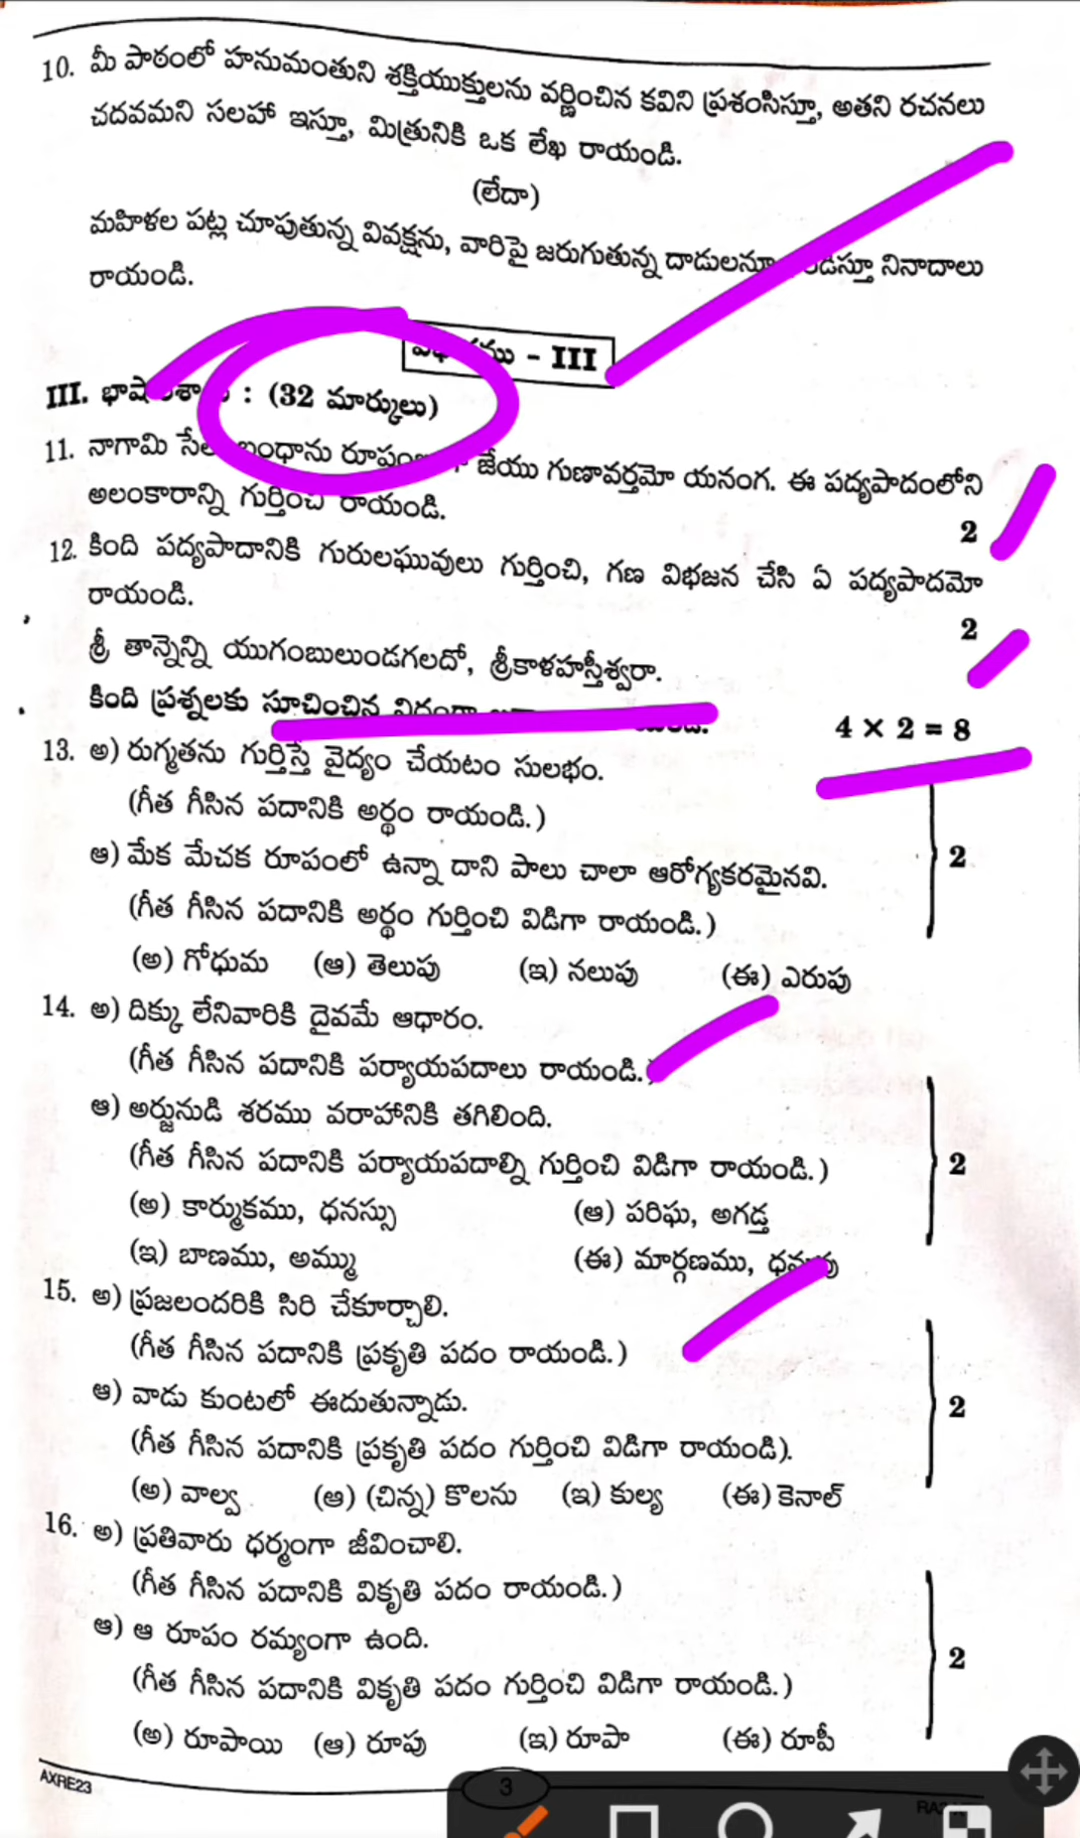 10. మీ పాఠంలో హనుమంతుని శక్తియుక్తులను వర్ణించిన కవిని ప్రశంసిస్తూ, అతని రచనలు
చదవమని సలహా ఇస్తూ, మిత్రునికి ఒక లేఖ రాయండి.
(లేదా)
మహిళల పట్ల చూపుతున్న వివక్షను, వారిపై జరుగుతున్న దాడులనూ నినాదాలు
రాయండి.
- III
III. : (32 మార్కులు)
11. నాగామి జేయు గుణావర్తమో యనంగ. ఈ పద్యపాదంలోని
అలంకారాన్ని గుర్తించి రాయండి. 2
12. కింది పద్యపాదానికి గురులఘువులు గుర్తించి, గణ విభజన చేసి ఏ పద్యపాదమో
రాయండి. 2
శ్రీ తాన్నెన్ని యుగంబులుండగలదో, శ్రీకాళహస్తీశ్వరా.
కింది ప్రశ్నలకు సూచించిన 4 × 2 = 8
13. అ) రుగ్మతను గుర్తిస్తే వైద్యం చేయటం సులభం.
(గీత గీసిన పదానికి అర్థం రాయండి.)
ఆ) మేక మేచక రూపంలో ఉన్నా దాని పాలు చాలా ఆరోగ్యకరమైనవి. 2
(గీత గీసిన పదానికి అర్థం గుర్తించి విడిగా రాయండి.)
(అ) గోధుమ (ఆ) తెలుపు (ఇ) నలుపు (ఈ) ఎరుపు
14. అ) దిక్కు లేనివారికి దైవమే ఆధారం.
(గీత గీసిన పదానికి పర్యాయపదాలు రాయండి.)
ఆ) అర్జునుడి శరము వరాహానికి తగిలింది.
(గీత గీసిన పదానికి పర్యాయపదాల్ని గుర్తించి విడిగా రాయండి.) 2
(అ) కార్ముకము, ధనస్సు (ఆ) పరిఘ, అగడ్త
(ఇ) బాణము, అమ్ము (ఈ) మార్గణము,
15. అ) ప్రజలందరికి సిరి చేకూర్చాలి.
(గీత గీసిన పదానికి ప్రకృతి పదం రాయండి.)
ఆ) వాడు కుంటలో ఈదుతున్నాడు. 2
(గీత గీసిన పదానికి ప్రకృతి పదం గుర్తించి విడిగా రాయండి).
(అ) వాల్వ (ఆ) (చిన్న) కొలను (ఇ) కుల్య (ఈ) కెనాల్
16. అ) ప్రతివారు ధర్మంగా జీవించాలి.
(గీత గీసిన పదానికి వికృతి పదం రాయండి.)
ఆ) ఆ రూపం రమ్యంగా ఉంది. 2
(గీత గీసిన పదానికి వికృతి పదం గుర్తించి విడిగా రాయండి.)
(అ) రూపాయి (ఆ) రూపు (ఇ) రూపా (ఈ) రూపీ
AXRE23 3